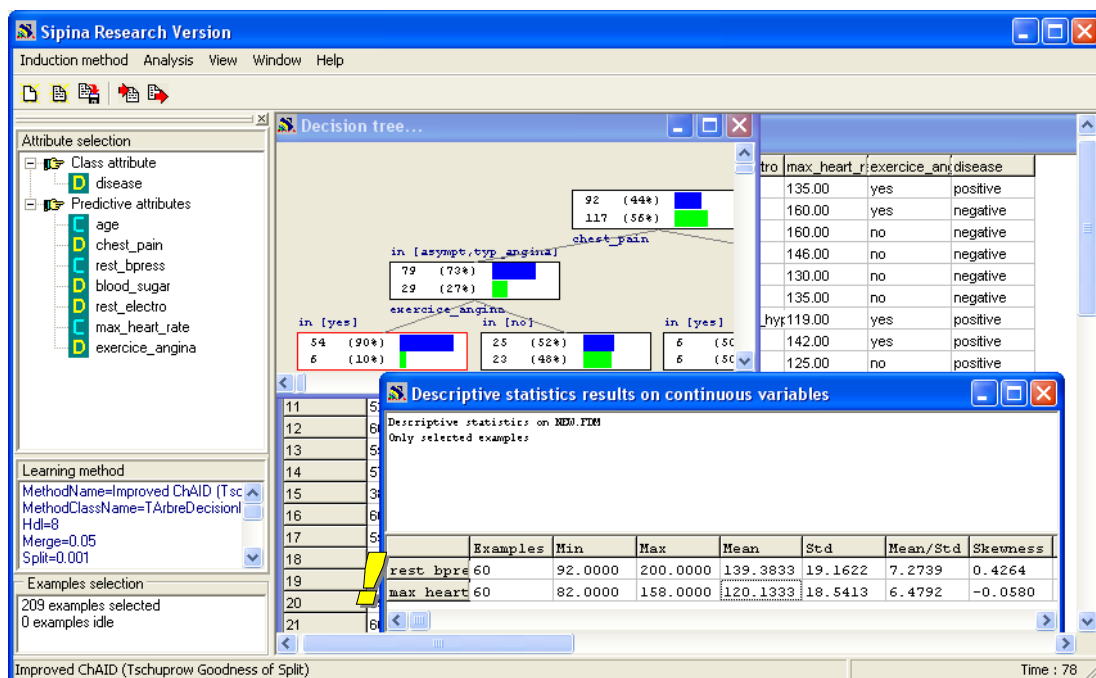 Sipina Research Version
Induction method Analysis View Window Help
Attribute selection
Class attribute
D disease
Predictive attributes
C age
D chest_pain
C rest_bpress
D blood_sugar
D rest_electro
C max_heart_rate
D exercice_angina
Learning method
MethodName=Improved ChAID (Tsc
MethodClassName=TArbreDecisionI
Hdl=8
Merge=0.05
Split=0.001
Examples selection
209 examples selected
0 examples idle
Decision tree...
92 (44%)
117 (56%)
chest_pain
in [asympt,typ_angina]
79 (73%)
29 (27%)
exercice_angina
in [yes] in [no] in [yes]
54 (90%) 25 (52%) 6 (50
6 (10%) 23 (48%) 6 (50
tro max_heart_r exercice_ang disease
135.00 yes positive
160.00 yes negative
160.00 no negative
146.00 no negative
130.00 no negative
135.00 no negative
_hyp 119.00 yes positive
142.00 yes positive
125.00 no positive
11
12
13
14
15
16
17
18
19
20
21
Descriptive statistics results on continuous variables
Descriptive statistics on NEW.FDM
Only selected examples
Examples Min Max Mean Std Mean/Std Skewness
rest bpre 60 92.0000 200.0000 139.3833 19.1622 7.2739 0.4264
max heart 60 82.0000 158.0000 120.1333 18.5413 6.4792 -0.0580
Improved ChAID (Tschuprow Goodness of Split) Time : 78